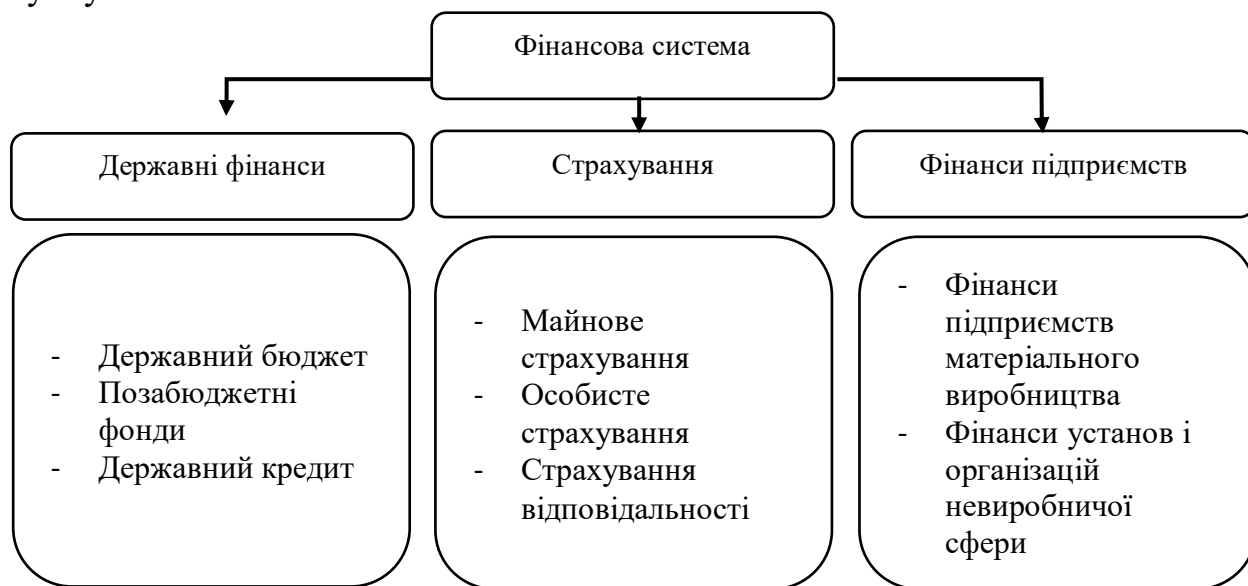 Фінансова система
Державні фінанси
Страхування
Фінанси підприємств
- Державний бюджет
- Позабюджетні
фонди
- Державний кредит
- Майнове
страхування
- Особисте
страхування
- Страхування
відповідальності
- Фінанси
підприємств
матеріального
виробництва
- Фінанси установ і
організацій
невиробничої
сфери